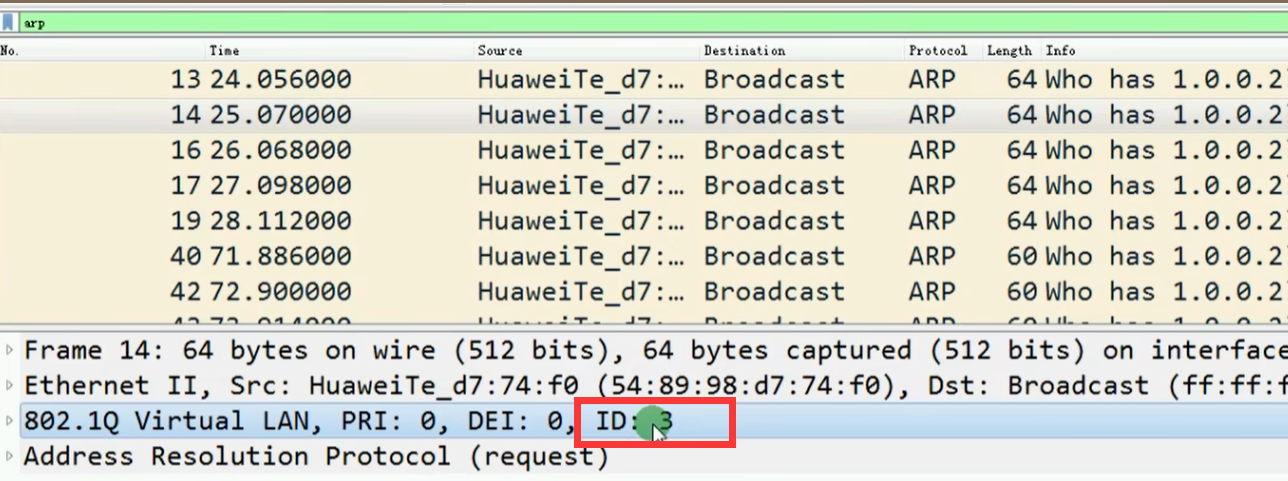 arp
No. Time Source Destination Protocol Length Info
13 24.056000 HuaweiTe_d7:… Broadcast ARP 64 Who has 1.0.0.2
14 25.070000 HuaweiTe_d7:… Broadcast ARP 64 Who has 1.0.0.2
16 26.068000 HuaweiTe_d7:… Broadcast ARP 64 Who has 1.0.0.2
17 27.098000 HuaweiTe_d7:… Broadcast ARP 64 Who has 1.0.0.2
19 28.112000 HuaweiTe_d7:… Broadcast ARP 64 Who has 1.0.0.2
40 71.886000 HuaweiTe_d7:… Broadcast ARP 60 Who has 1.0.0.2
42 72.900000 HuaweiTe_d7:… Broadcast ARP 60 Who has 1.0.0.2
Frame 14: 64 bytes on wire (512 bits), 64 bytes captured (512 bits) on interface
Ethernet II, Src: HuaweiTe_d7:74:f0 (54:89:98:d7:74:f0), Dst: Broadcast (ff:ff:f
802.1Q Virtual LAN, PRI: 0, DEI: 0, ID: 3
Address Resolution Protocol (request)